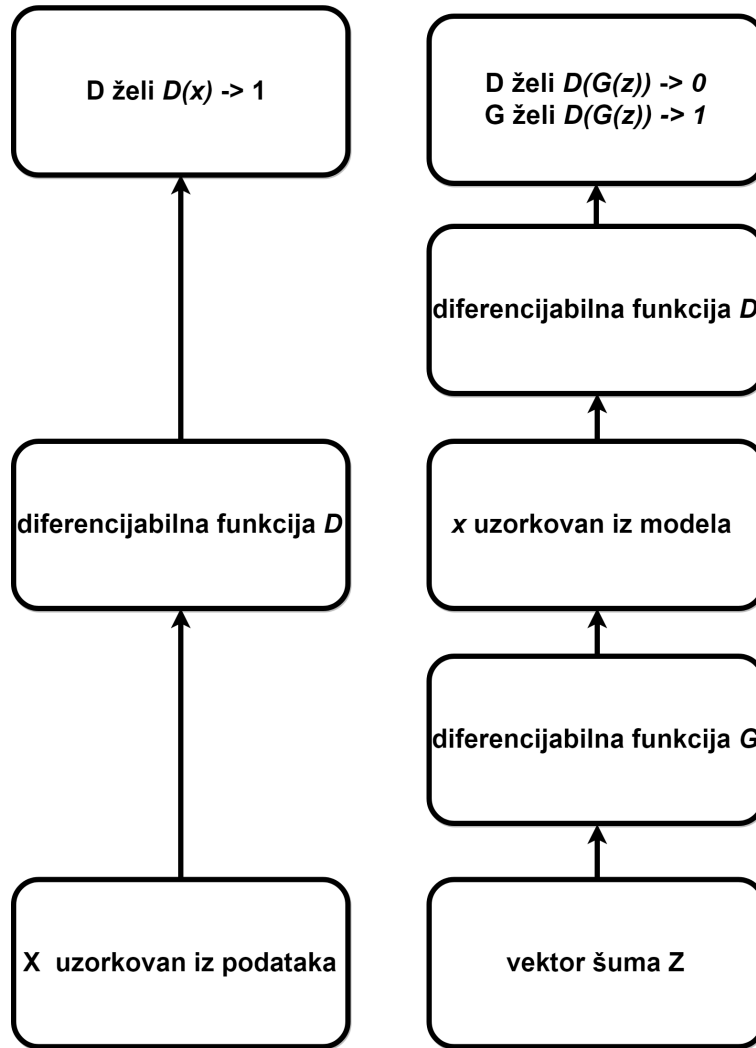 D želi D(x) -> 1
D želi D(G(z)) -> 0
G želi D(G(z)) -> 1
diferencijabilna funkcija D
diferencijabilna funkcija D
x uzorkovan iz modela
diferencijabilna funkcija G
X uzorkovan iz podataka
vektor šuma Z